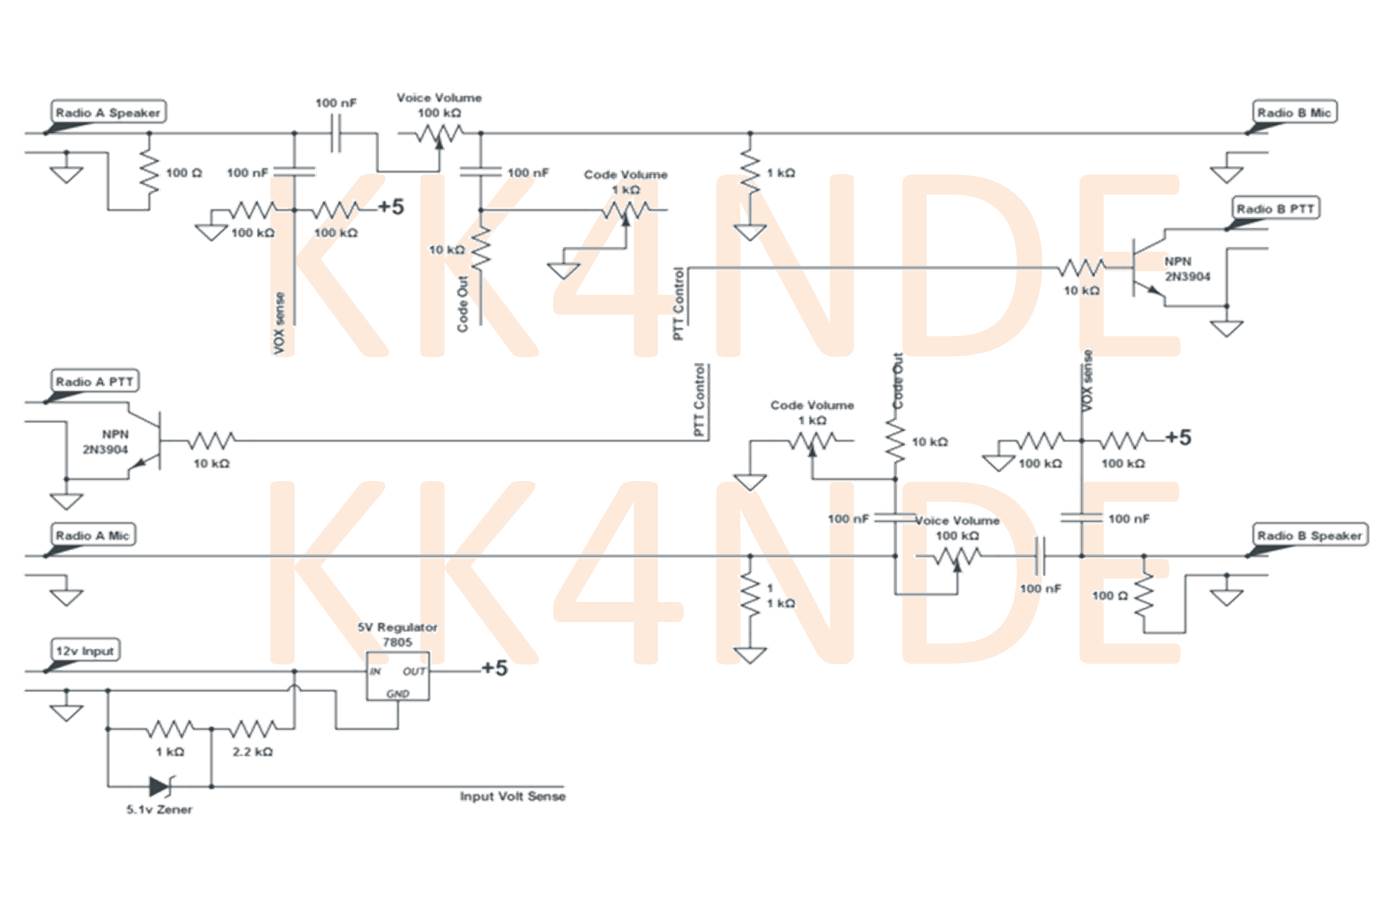 Radio A Speaker
100 nF
Voice Volume
100 kΩ
Radio B Mic
100 Ω
100 nF
100 nF
Code Volume
1 kΩ
1 kΩ
+5
100 kΩ
100 kΩ
10 kΩ
VOX sense
Code Out
PTT Control
Radio B PTT
NPN
2N3904
10 kΩ
KK4NDE
Radio A PTT
NPN
2N3904
10 kΩ
PTT Control
Code Out
VOX sense
Code Volume
1 kΩ
10 kΩ
+5
100 kΩ
100 kΩ
100 nF
Voice Volume
100 kΩ
100 nF
100 nF
Radio A Mic
Radio B Speaker
1
1 kΩ
100 Ω
KK4NDE
12v Input
5V Regulator
7805
IN
OUT
GND
+5
1 kΩ
2.2 kΩ
5.1v Zener
Input Volt Sense